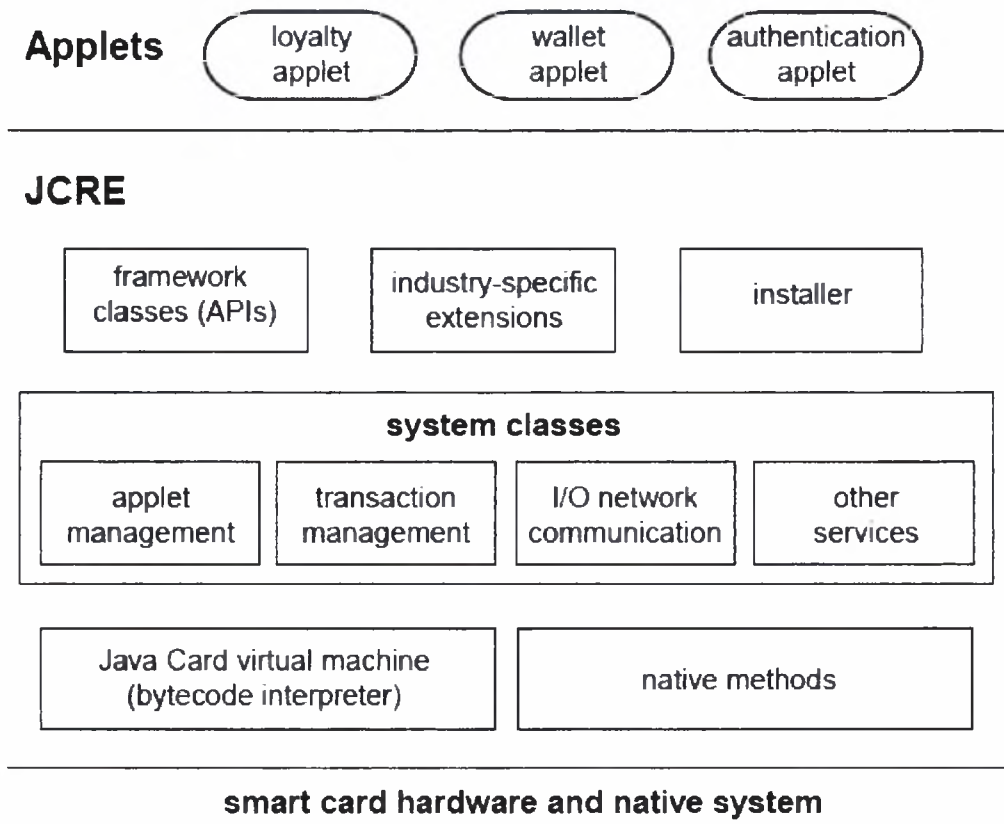 Applets
loyalty
applet
wallet
applet
authentication
applet
JCRE
framework
classes (APIs)
industry-specific
extensions
installer
system classes
applet
management
transaction
management
I/O network
communication
other
services
Java Card virtual machine
(bytecode interpreter)
native methods
smart card hardware and native system